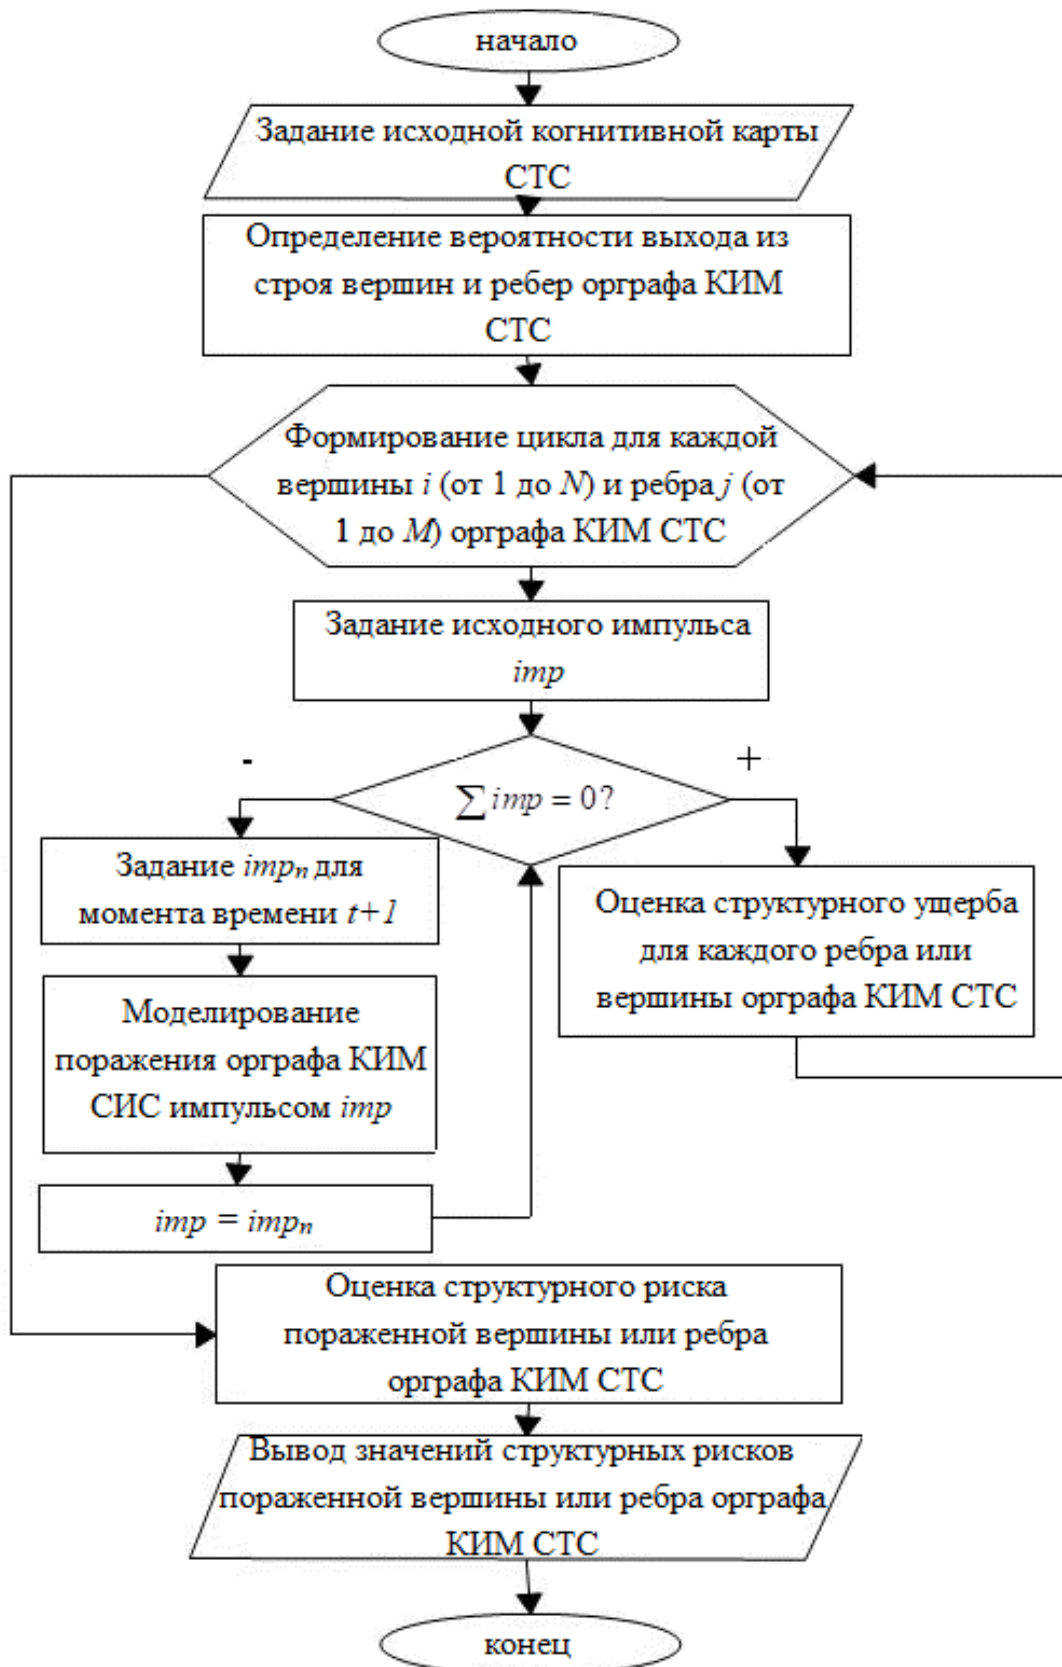 начало
Задание исходной когнитивной карты
СТС
Определение вероятности выхода из
строя вершин и ребер орграфа КИМ
СТС
Формирование цикла для каждой
вершины i (от 1 до N) и ребра j (от
1 до M) орграфа КИМ СТС
Задание исходного импульса
imp
-
+
∑ imp = 0?
Задание impₙ для
момента времени t+1
Моделирование
поражения орграфа КИМ
СИС импульсом imp
imp = impₙ
Оценка структурного ущерба
для каждого ребра или
вершины орграфа КИМ СТС
Оценка структурного риска
пораженной вершины или ребра
орграфа КИМ СТС
Вывод значений структурных рисков
пораженной вершины или ребра орграфа
КИМ СТС
конец